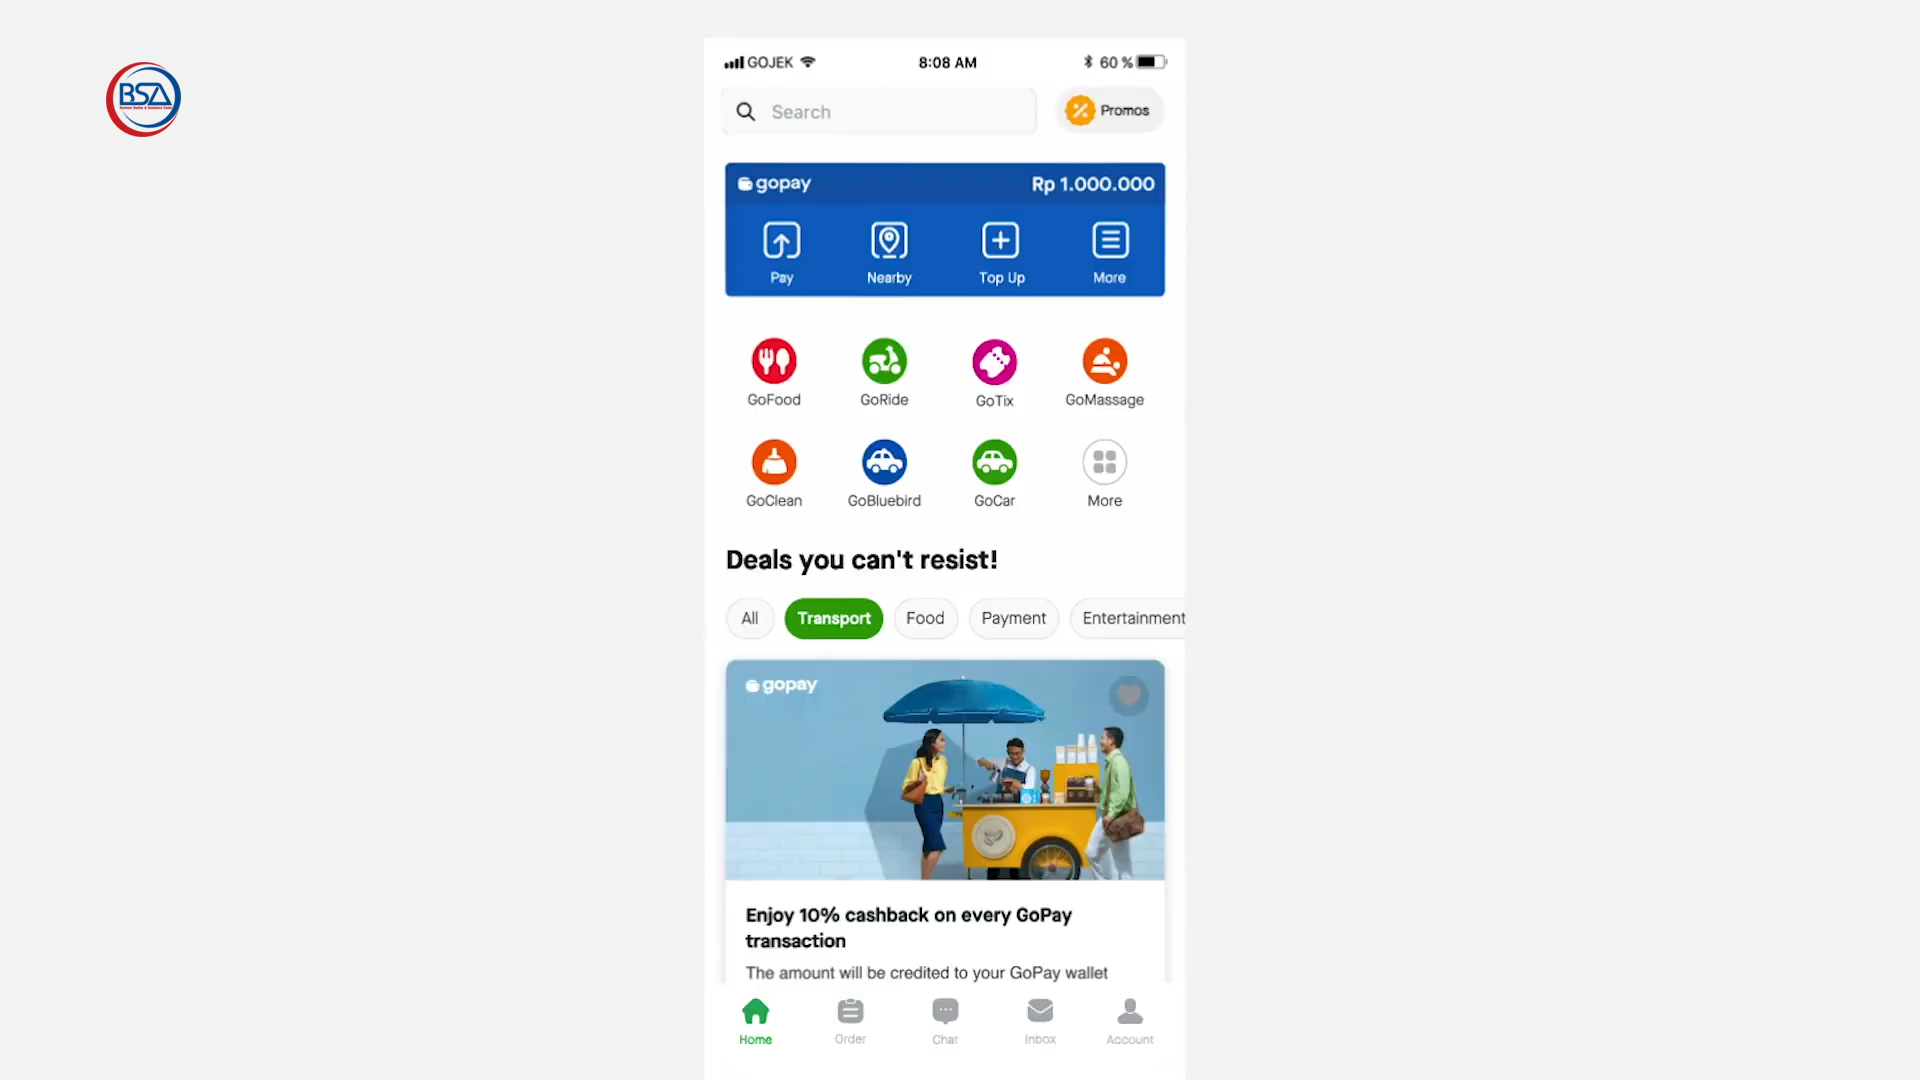 BSA
GOJEK
8:08 AM
60 %
Search
Promos
gopay
Rp 1.000.000
Pay
Nearby
Top Up
More
GoFood
GoRide
GoTix
GoMassage
GoClean
GoBluebird
GoCar
More
Deals you can't resist!
All
Transport
Food
Payment
Entertainment
gopay
Enjoy 10% cashback on every GoPay
transaction
The amount will be credited to your GoPay wallet
Home
Order
Chat
Inbox
Account